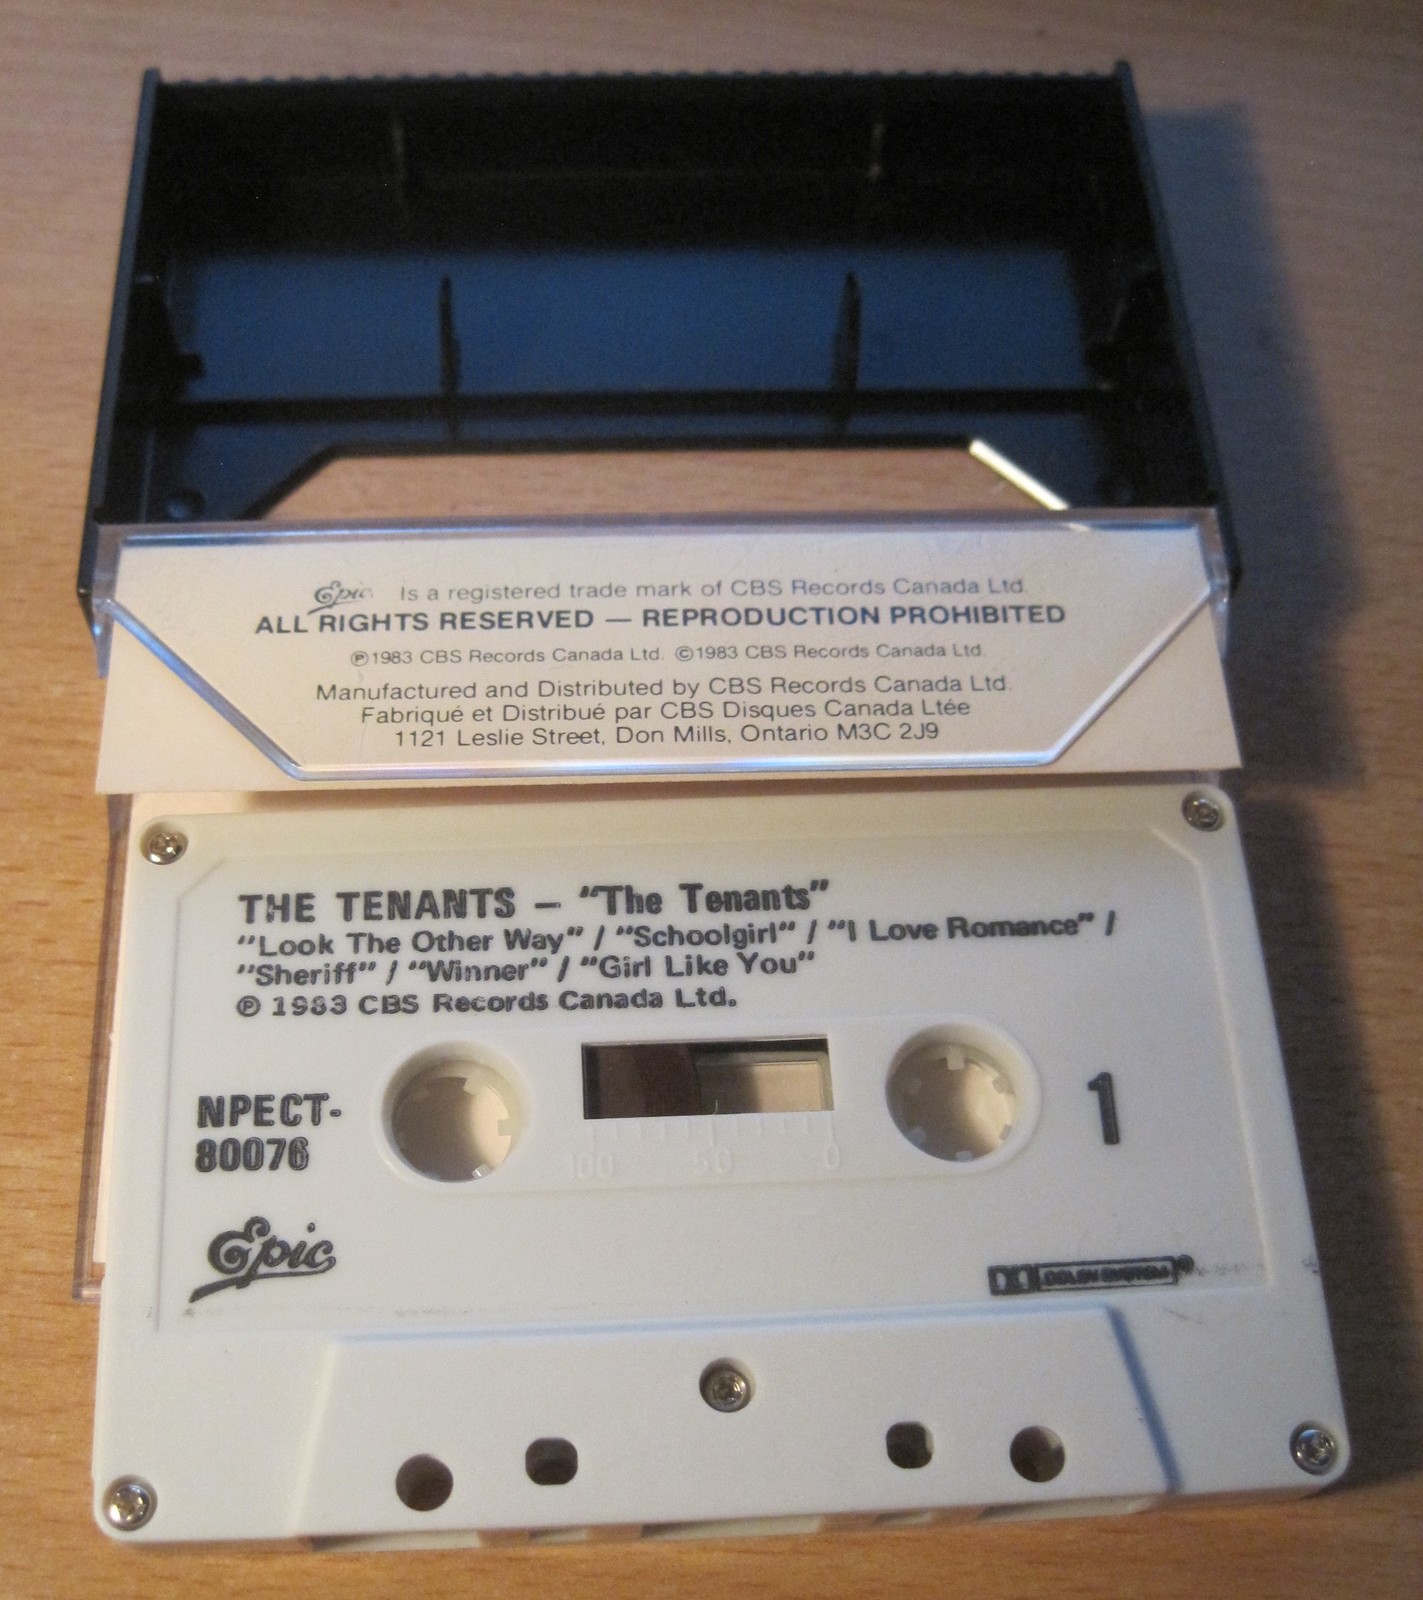 Epic Is a registered trade mark of CBS Records Canada Ltd.
ALL RIGHTS RESERVED — REPRODUCTION PROHIBITED
℗1983 CBS Records Canada Ltd. ©1983 CBS Records Canada Ltd.
Manufactured and Distributed by CBS Records Canada Ltd.
Fabriqué et Distribué par CBS Disques Canada Ltée
1121 Leslie Street, Don Mills, Ontario M3C 2J9
THE TENANTS – "The Tenants"
"Look The Other Way" / "Schoolgirl" / "I Love Romance" /
"Sheriff" / "Winner" / "Girl Like You"
℗ 1983 CBS Records Canada Ltd.
NPECT-
80076
1
100 50 0
Epic
DOLBY SYSTEM®